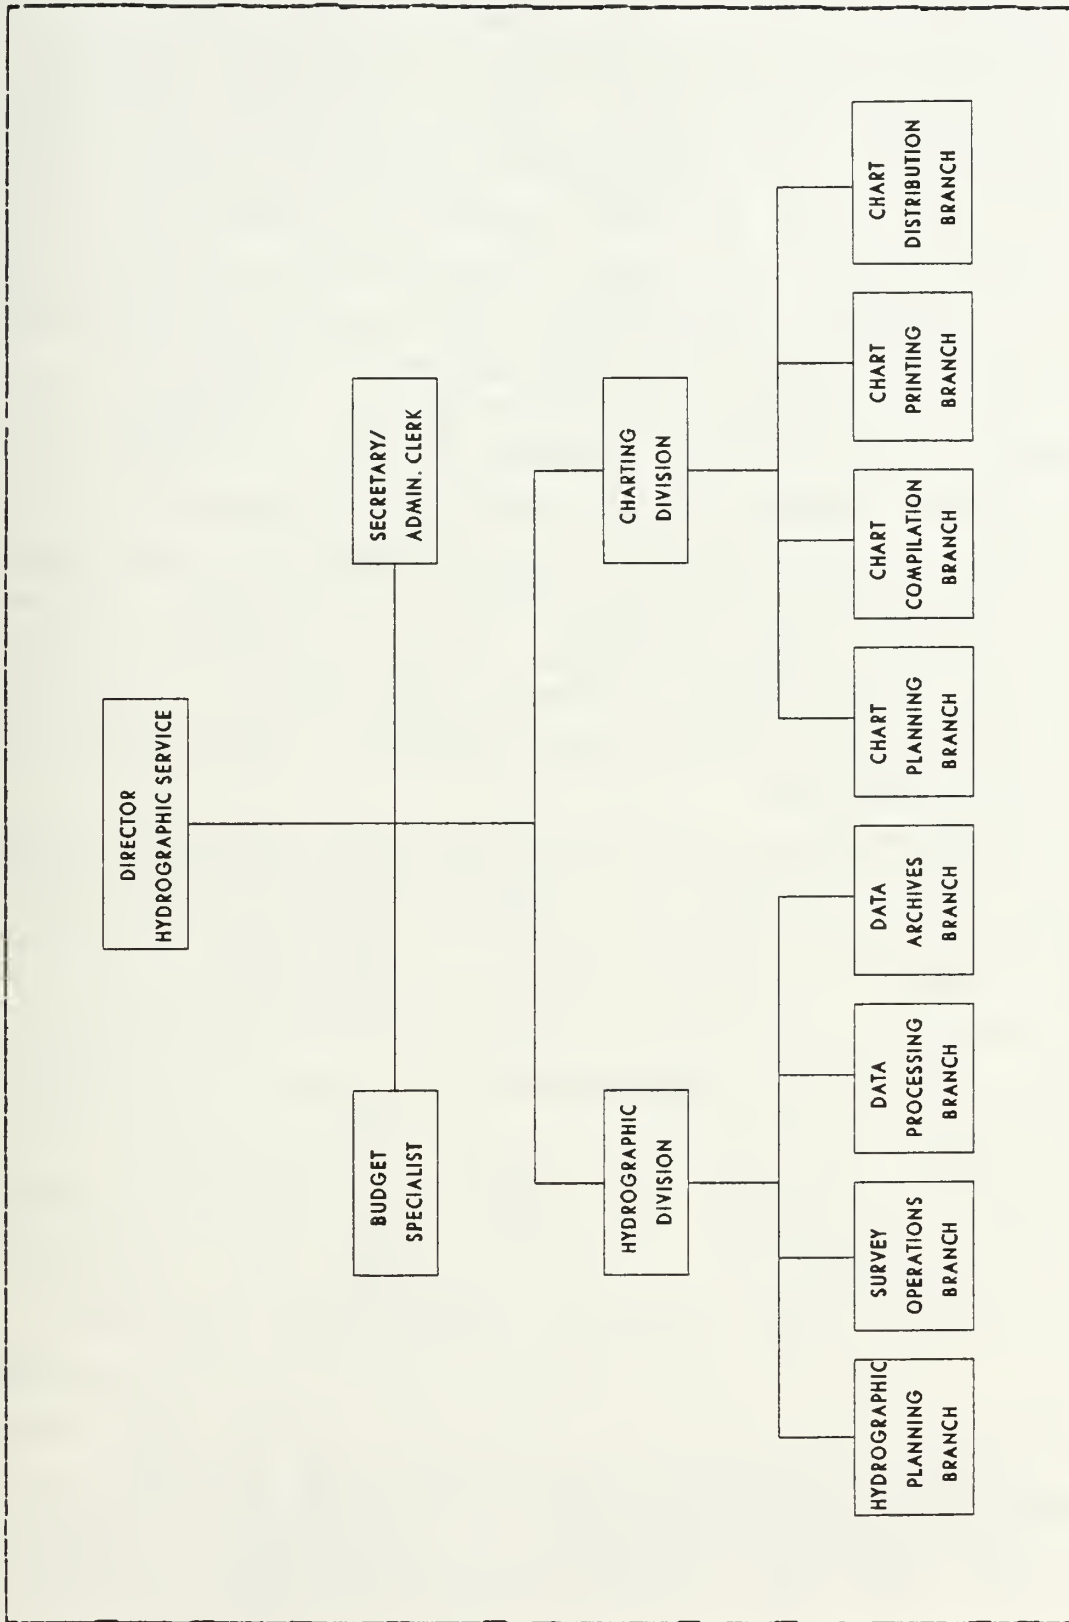 DIRECTOR
HYDROGRAPHIC SERVICE
BUDGET
SPECIALIST
SECRETARY/
ADMIN. CLERK
HYDROGRAPHIC
DIVISION
CHARTING
DIVISION
HYDROGRAPHIC
PLANNING
BRANCH
SURVEY
OPERATIONS
BRANCH
DATA
PROCESSING
BRANCH
DATA
ARCHIVES
BRANCH
CHART
PLANNING
BRANCH
CHART
COMPILATION
BRANCH
CHART
PRINTING
BRANCH
CHART
DISTRIBUTION
BRANCH